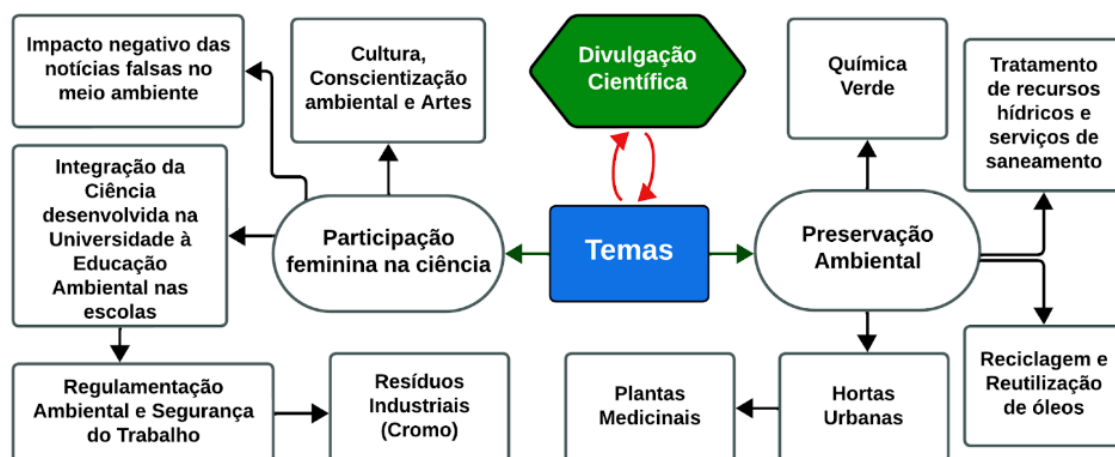 Impacto negativo das
notícias falsas no
meio ambiente
Cultura,
Conscientização
ambiental e Artes
Divulgação
Científica
Química
Verde
Tratamento
de recursos
hídricos e
serviços de
saneamento
Integração da
Ciência
desenvolvida na
Universidade à
Educação
Ambiental nas
escolas
Participação
feminina na ciência
Temas
Preservação
Ambiental
Regulamentação
Ambiental e Segurança
do Trabalho
Resíduos
Industriais
(Cromo)
Plantas
Medicinais
Hortas
Urbanas
Reciclagem e
Reutilização
de óleos